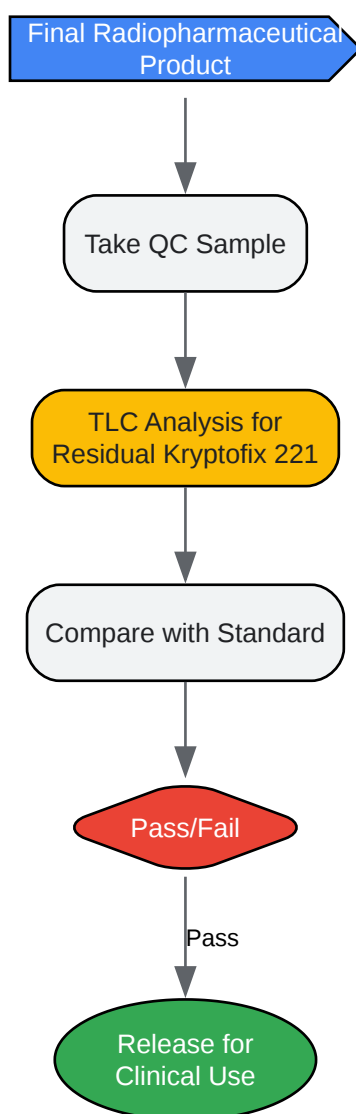 Final Radiopharmaceutical
Product
Take QC Sample
TLC Analysis for
Residual Kryptofix 221
Compare with Standard
Pass/Fail
Pass
Release for
Clinical Use